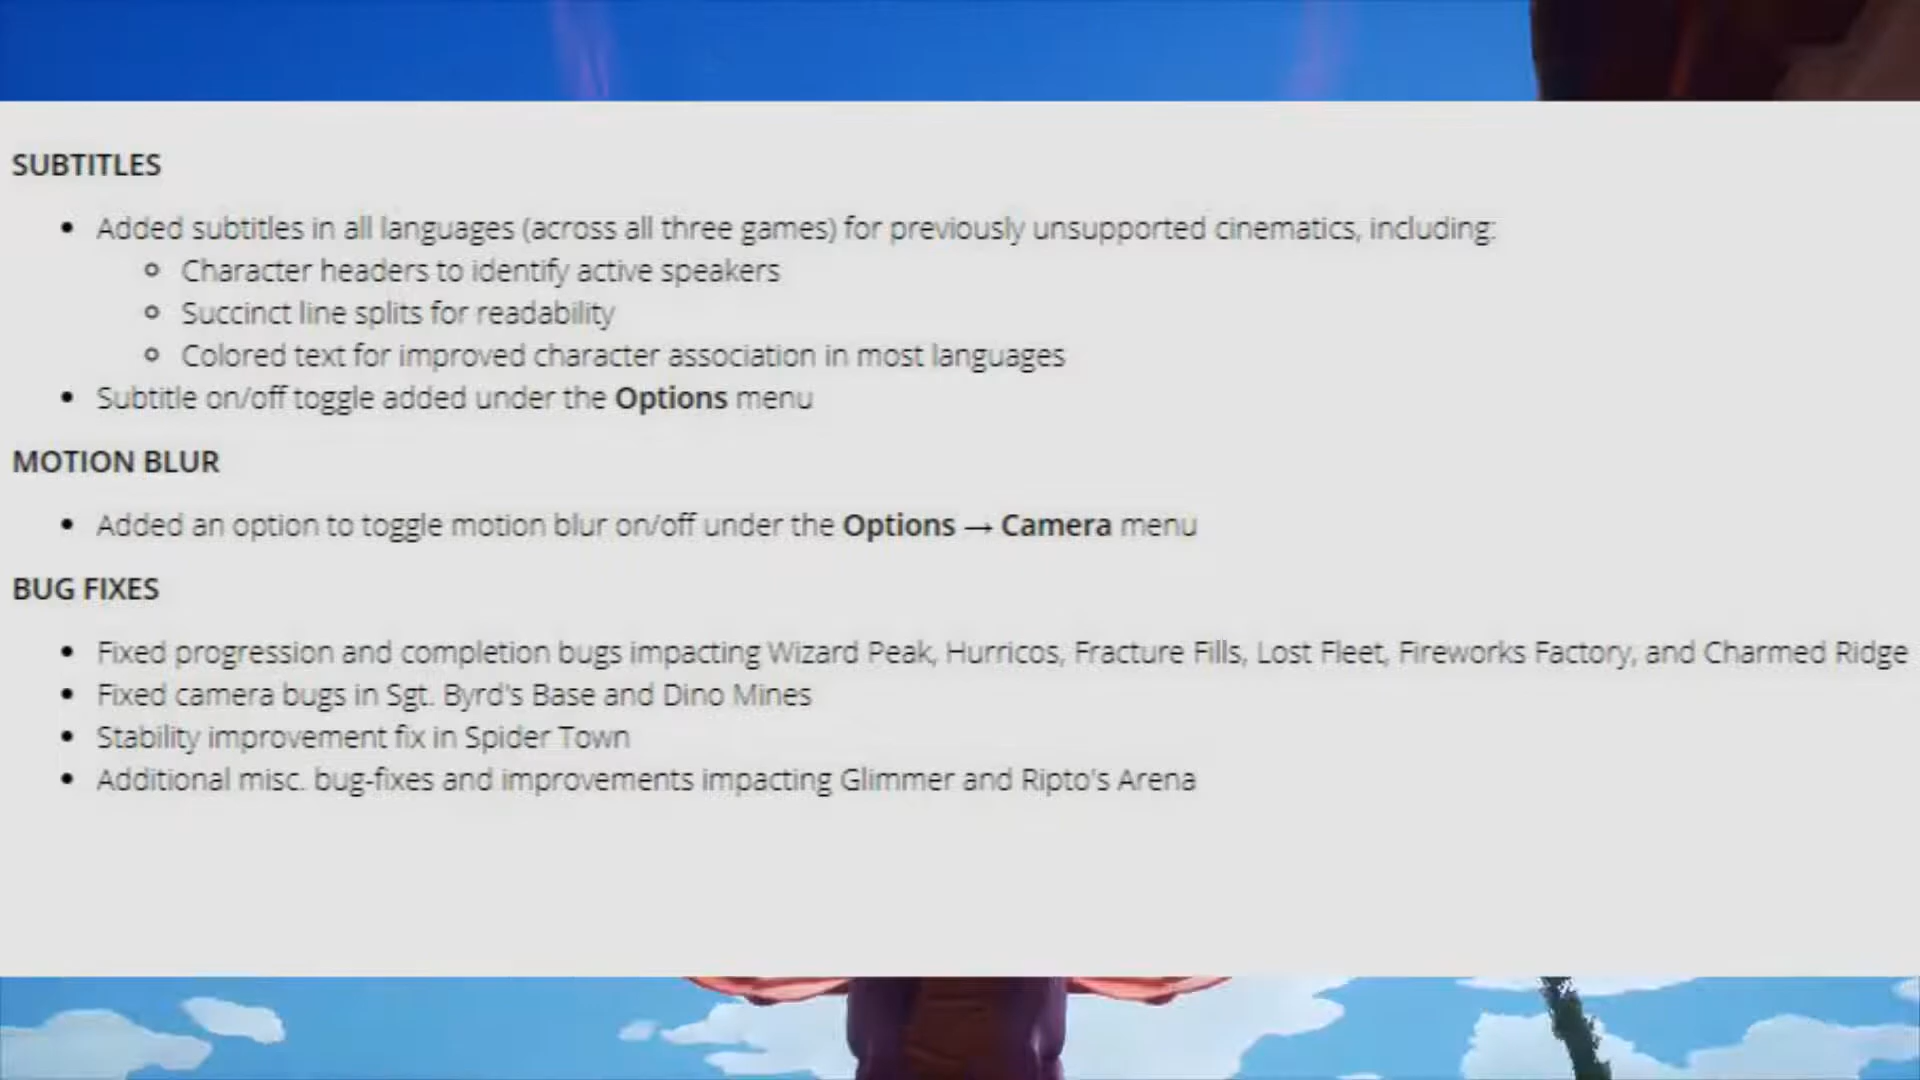 SUBTITLES
• Added subtitles in all languages (across all three games) for previously unsupported cinematics, including:
◦ Character headers to identify active speakers
◦ Succinct line splits for readability
◦ Colored text for improved character association in most languages
• Subtitle on/off toggle added under the Options menu
MOTION BLUR
• Added an option to toggle motion blur on/off under the Options → Camera menu
BUG FIXES
• Fixed progression and completion bugs impacting Wizard Peak, Hurricos, Fracture Fills, Lost Fleet, Fireworks Factory, and Charmed Ridge
• Fixed camera bugs in Sgt. Byrd's Base and Dino Mines
• Stability improvement fix in Spider Town
• Additional misc. bug-fixes and improvements impacting Glimmer and Ripto's Arena